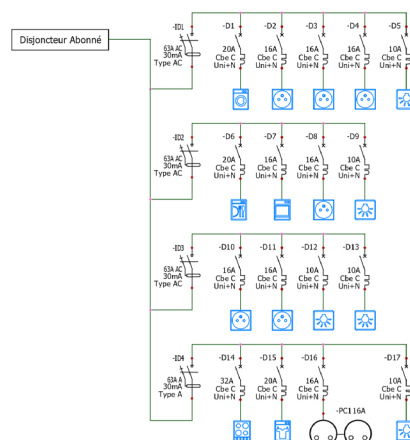 -ID1
-D1
-D2
-D3
-D4
-D5
Disjoncteur Abonné
63A AC
30mA
Type AC
20A
Cbe C
Uni+N
16A
Cbe C
Uni+N
16A
Cbe C
Uni+N
16A
Cbe C
Uni+N
10A
Cbe C
Uni+N
-ID2
-D6
-D7
-D8
-D9
63A AC
30mA
Type AC
20A
Cbe C
Uni+N
16A
Cbe C
Uni+N
16A
Cbe C
Uni+N
10A
Cbe C
Uni+N
-ID3
-D10
-D11
-D12
-D13
63A AC
30mA
Type AC
16A
Cbe C
Uni+N
16A
Cbe C
Uni+N
10A
Cbe C
Uni+N
10A
Cbe C
Uni+N
-ID4
-D14
-D15
-D16
-D17
63A A
30mA
Type A
32A
Cbe C
Uni+N
20A
Cbe C
Uni+N
16A
Cbe C
Uni+N
10A
Cbe C
Uni+N
-PC116A